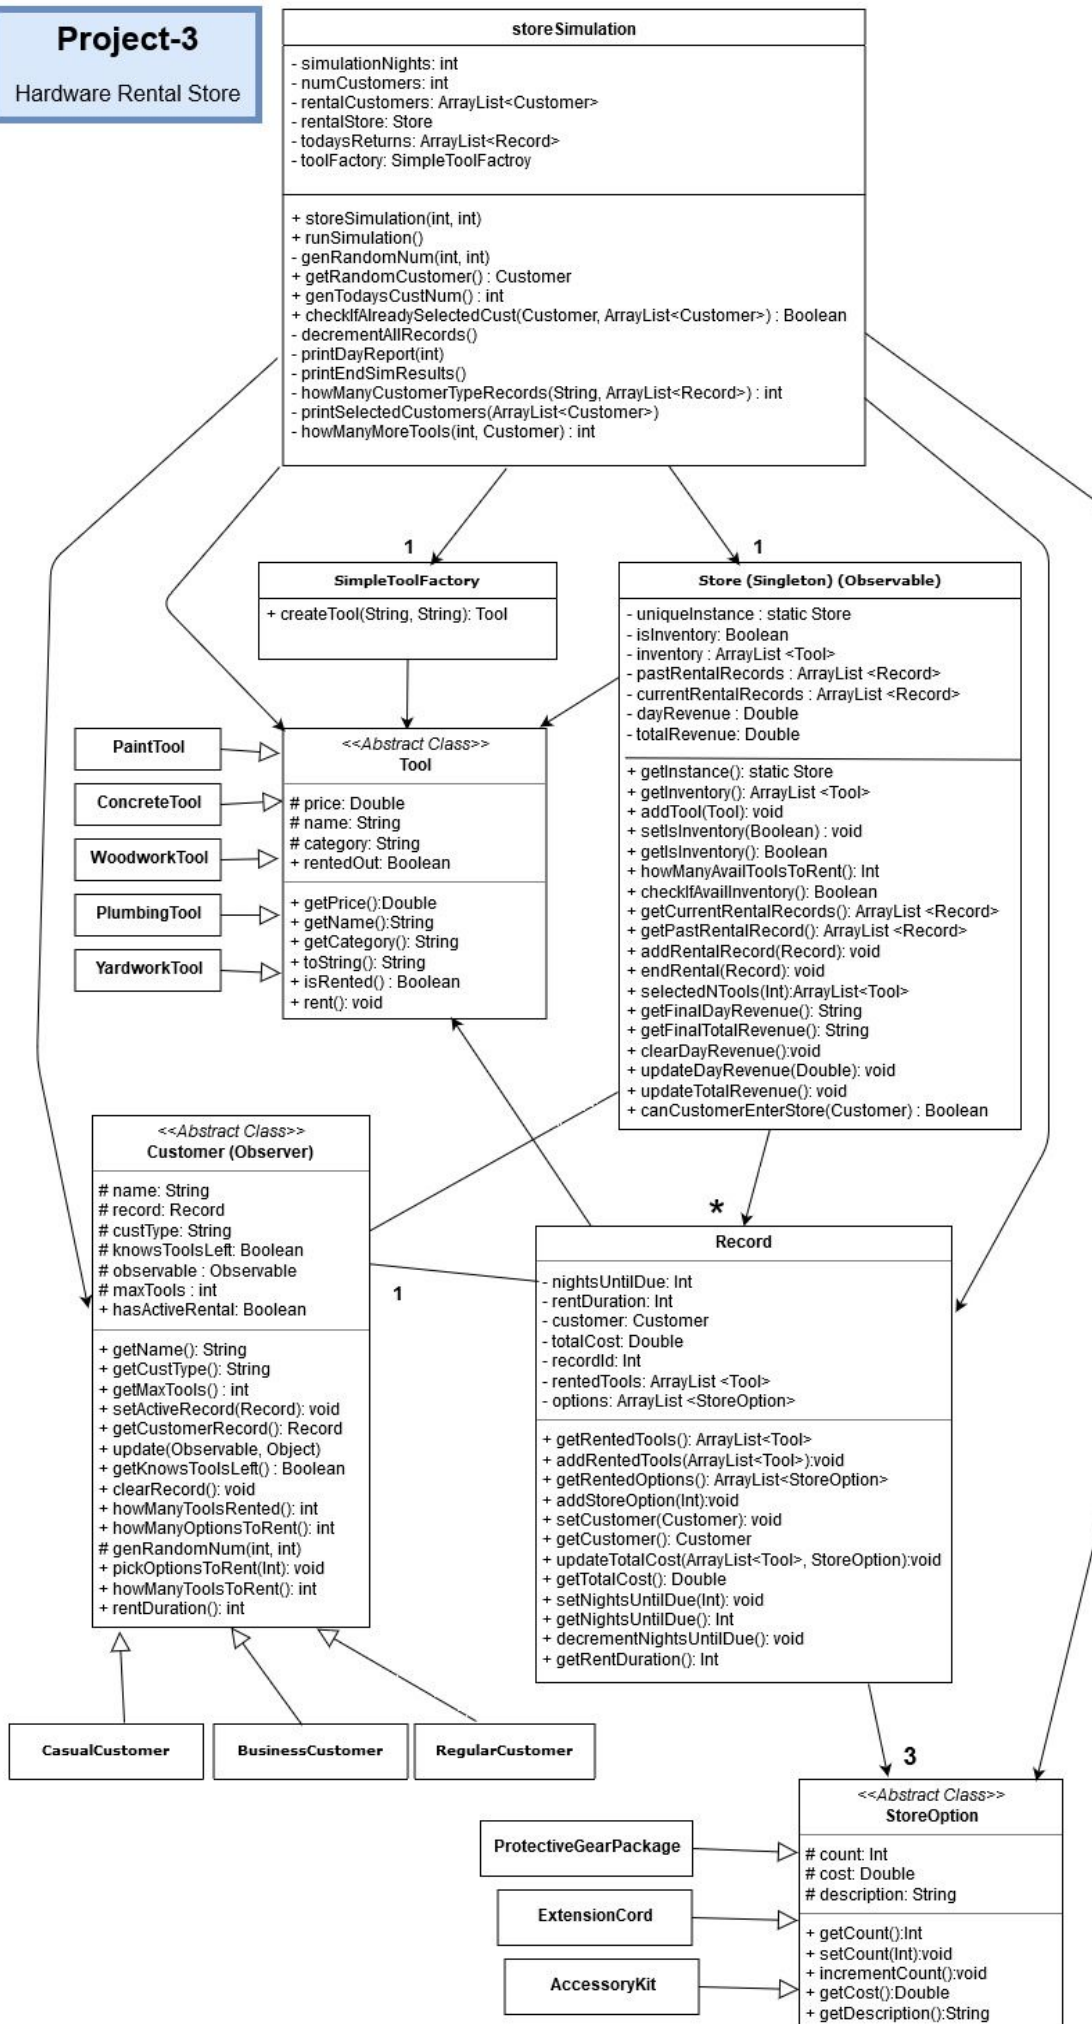 Project-3
Hardware Rental Store
storeSimulation
- simulationNights: int
- numCustomers: int
- rentalCustomers: ArrayList<Customer>
- rentalStore: Store
- todaysReturns: ArrayList<Record>
- toolFactory: SimpleToolFactroy
+ storeSimulation(int, int)
+ runSimulation()
- genRandomNum(int, int)
+ getRandomCustomer() : Customer
+ genTodaysCustNum() : int
+ checkIfAlreadySelectedCust(Customer, ArrayList<Customer>) : Boolean
- decrementAllRecords()
- printDayReport(int)
- printEndSimResults()
- howManyCustomerTypeRecords(String, ArrayList<Record>) : int
- printSelectedCustomers(ArrayList<Customer>)
- howManyMoreTools(int, Customer) : int
1
1
SimpleToolFactory
+ createTool(String, String): Tool
Store (Singleton) (Observable)
- uniqueInstance : static Store
- isInventory: Boolean
- inventory : ArrayList <Tool>
- pastRentalRecords : ArrayList <Record>
- currentRentalRecords : ArrayList <Record>
- dayRevenue : Double
- totalRevenue: Double
+ getInstance(): static Store
+ getInventory(): ArrayList <Tool>
+ addTool(Tool): void
+ setIsInventory(Boolean) : void
+ getIsInventory(): Boolean
+ howManyAvailToolsToRent(): Int
+ checkIfAvailInventory(): Boolean
+ getCurrentRentalRecords(): ArrayList <Record>
+ getPastRentalRecord(): ArrayList <Record>
+ addRentalRecord(Record): void
+ endRental(Record): void
+ selectedNTools(Int):ArrayList<Tool>
+ getFinalDayRevenue(): String
+ getFinalTotalRevenue(): String
+ clearDayRevenue():void
+ updateDayRevenue(Double): void
+ updateTotalRevenue(): void
+ canCustomerEnterStore(Customer) : Boolean
PaintTool
ConcreteTool
WoodworkTool
PlumbingTool
YardworkTool
<<Abstract Class>>
Tool
# price: Double
# name: String
# category: String
+ rentedOut: Boolean
+ getPrice():Double
+ getName():String
+ getCategory(): String
+ toString(): String
+ isRented() : Boolean
+ rent(): void
<<Abstract Class>>
Customer (Observer)
# name: String
# record: Record
# custType: String
# knowsToolsLeft: Boolean
# observable : Observable
# maxTools : int
+ hasActiveRental: Boolean
+ getName(): String
+ getCustType(): String
+ getMaxTools() : int
+ setActiveRecord(Record): void
+ getCustomerRecord(): Record
+ update(Observable, Object)
+ getKnowsToolsLeft() : Boolean
+ clearRecord(): void
+ howManyToolsRented(): int
+ howManyOptionsToRent(): int
# genRandomNum(int, int)
+ pickOptionsToRent(Int): void
+ howManyToolsToRent(): int
+ rentDuration(): int
1
*
Record
- nightsUntilDue: Int
- rentDuration: Int
- customer: Customer
- totalCost: Double
- recordId: Int
- rentedTools: ArrayList <Tool>
- options: ArrayList <StoreOption>
+ getRentedTools(): ArrayList<Tool>
+ addRentedTools(ArrayList<Tool>):void
+ getRentedOptions(): ArrayList<StoreOption>
+ addStoreOption(Int):void
+ setCustomer(Customer): void
+ getCustomer(): Customer
+ updateTotalCost(ArrayList<Tool>, StoreOption):void
+ getTotalCost(): Double
+ setNightsUntilDue(Int): void
+ getNightsUntilDue(): Int
+ decrementNightsUntilDue(): void
+ getRentDuration(): Int
CasualCustomer
BusinessCustomer
RegularCustomer
3
<<Abstract Class>>
StoreOption
# count: Int
# cost: Double
# description: String
+ getCount():Int
+ setCount(Int):void
+ incrementCount():void
+ getCost():Double
+ getDescription():String
ProtectiveGearPackage
ExtensionCord
AccessoryKit